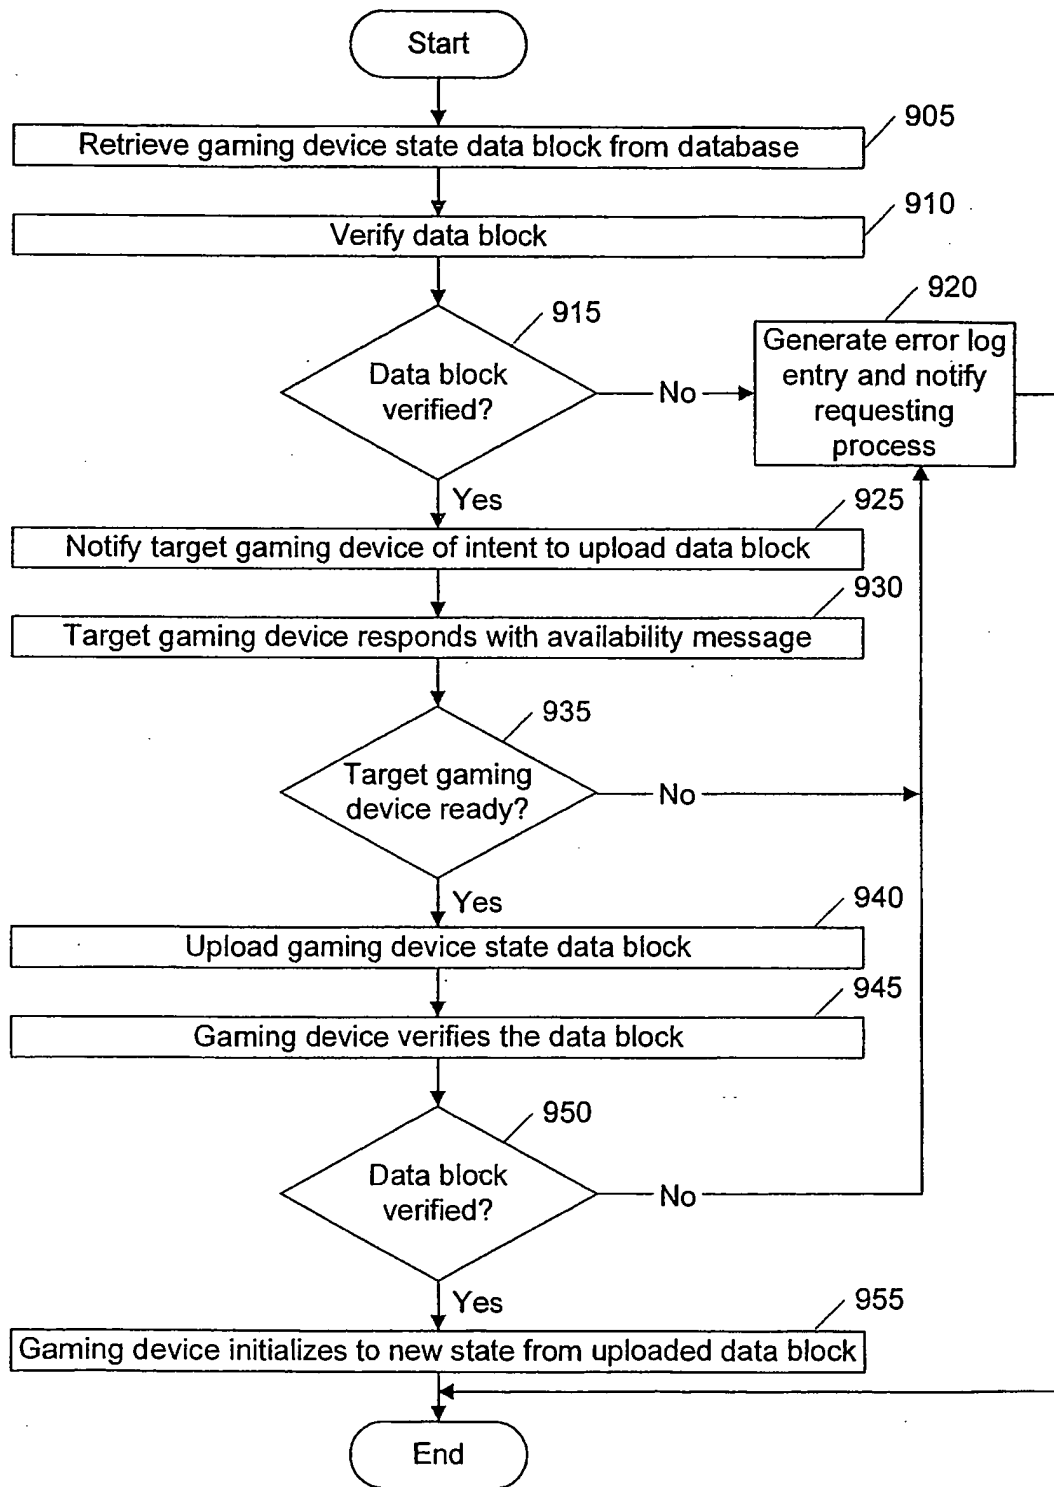 Start
905
Retrieve gaming device state data block from database
910
Verify data block
915
920
Data block
verified?
No
Generate error log
entry and notify
requesting
process
Yes
925
Notify target gaming device of intent to upload data block
930
Target gaming device responds with availability message
935
Target gaming
device ready?
No
Yes
940
Upload gaming device state data block
945
Gaming device verifies the data block
950
Data block
verified?
No
Yes
955
Gaming device initializes to new state from uploaded data block
End